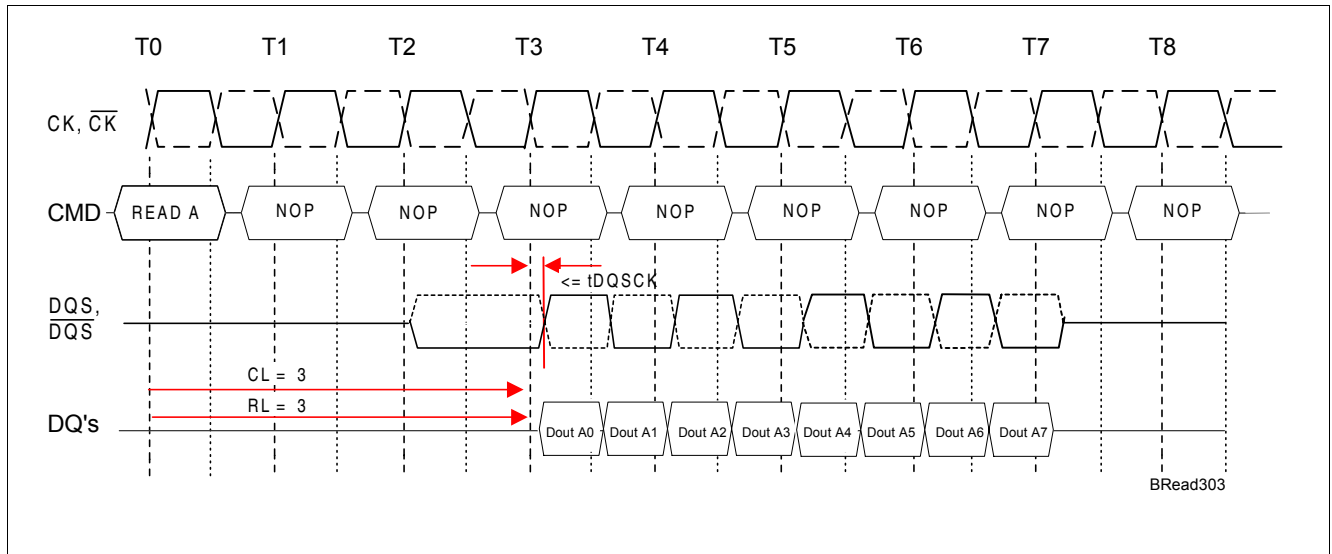 T0 T1 T2 T3 T4 T5 T6 T7 T8
CK, C̅K̅
CMD READ A NOP NOP NOP NOP NOP NOP NOP NOP
<= tDQSCK
DQS,
D̅Q̅S̅
CL = 3
RL = 3
DQ's Dout A0 Dout A1 Dout A2 Dout A3 Dout A4 Dout A5 Dout A6 Dout A7
BRead303